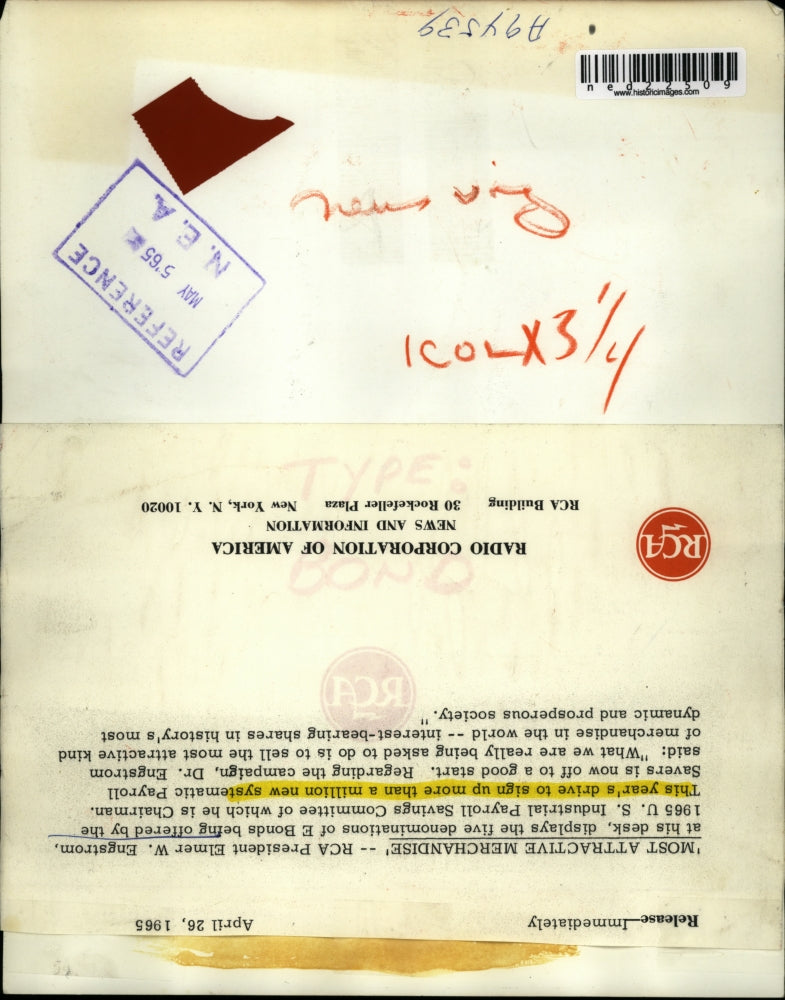 A94539
ned22509
www.historicimages.com
REFERENCE
MAY 5 '65
N. E. A.
news
1COL X 3 1/4
TYPE:
BOND
RCA
RADIO CORPORATION OF AMERICA
NEWS AND INFORMATION
RCA Building 30 Rockefeller Plaza New York, N. Y. 10020
RCA
Release—Immediately April 26, 1965
'MOST ATTRACTIVE MERCHANDISE' -- RCA President Elmer W. Engstrom,
at his desk, displays the five denominations of E Bonds being offered by the
1965 U. S. Industrial Payroll Savings Committee of which he is Chairman.
This year's drive to sign up more than a million new systematic Payroll
Savers is now off to a good start. Regarding the campaign, Dr. Engstrom
said: "What we are really being asked to do is to sell the most attractive kind
of merchandise in the world -- interest-bearing shares in history's most
dynamic and prosperous society."